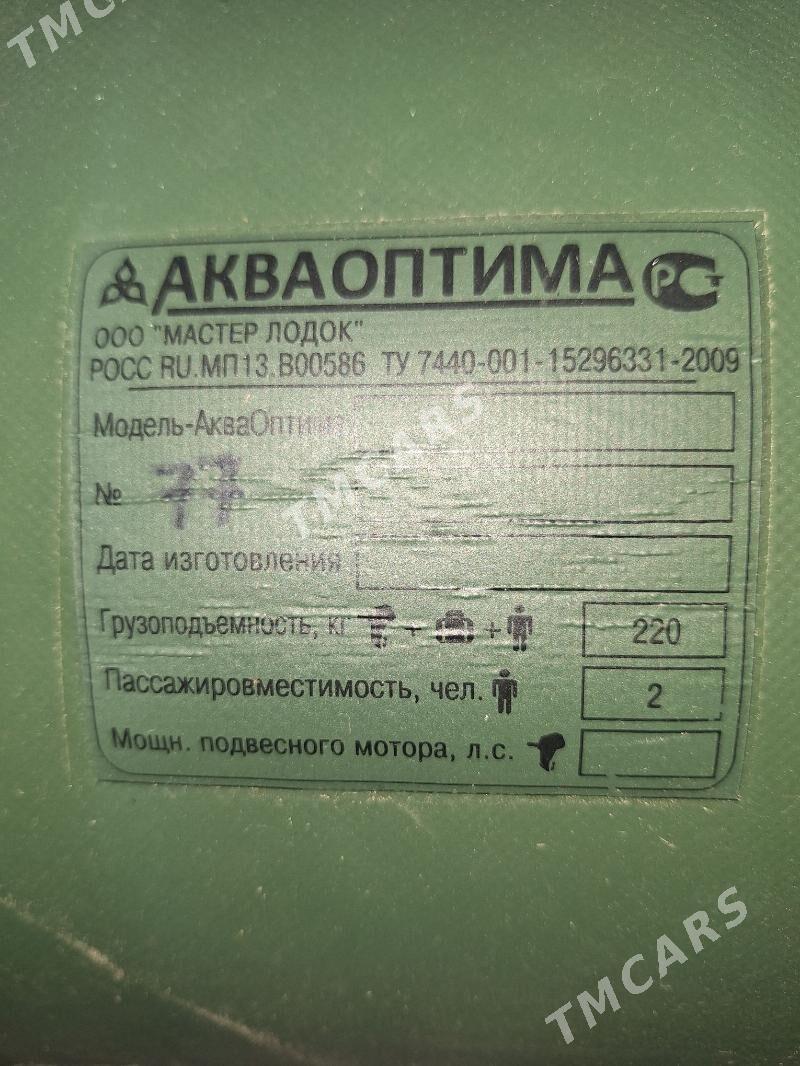 TMCARS
АКВАОПТИМА
ООО "МАСТЕР ЛОДОК"
РОСС RU.МП13.В00586 ТУ 7440-001-15296331-2009
Модель-АкваОптима
№ 77
TMCARS
Дата изготовления
Грузоподъемность, кг + + 220
Пассажировместимость, чел. 2
Мощн. подвесного мотора, л.с.
TMCARS